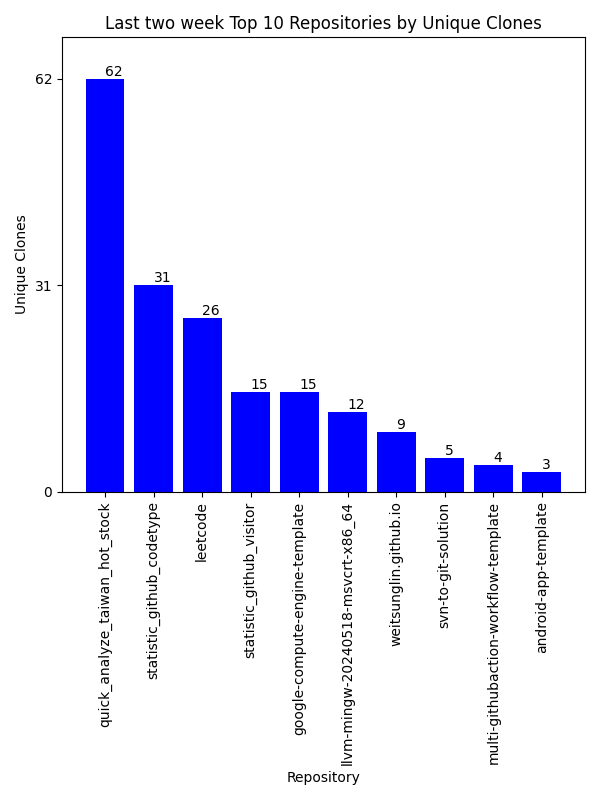 Last two week Top 10 Repositories by Unique Clones
Unique Clones
62
31
0
62
31
26
15
15
12
9
5
4
3
quick_analyze_taiwan_hot_stock
statistic_github_codetype
leetcode
statistic_github_visitor
google-compute-engine-template
llvm-mingw-20240518-msvcrt-x86_64
weitsunglin.github.io
svn-to-git-solution
multi-githubaction-workflow-template
android-app-template
Repository